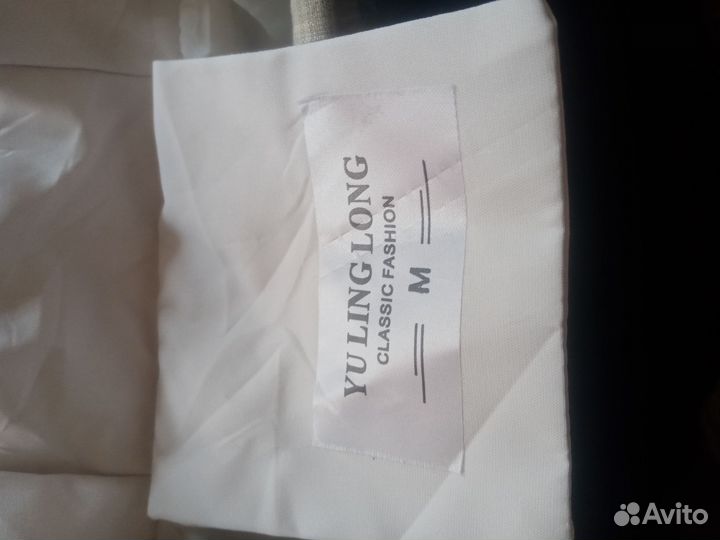 YU LING LONG
CLASSIC FASHION
M
Avito